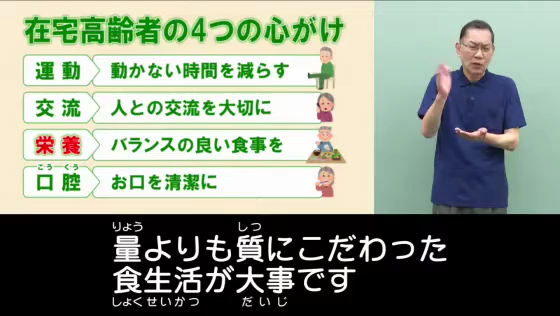 在宅高齢者の4つの心がけ
運動 動かない時間を減らす
交流 人との交流を大切に
栄養 バランスの良い食事を
こう くう
口腔 お口を清潔に
りょう しつ
量よりも質にこだわった
食生活が大事です
しょくせいかつ だいじ